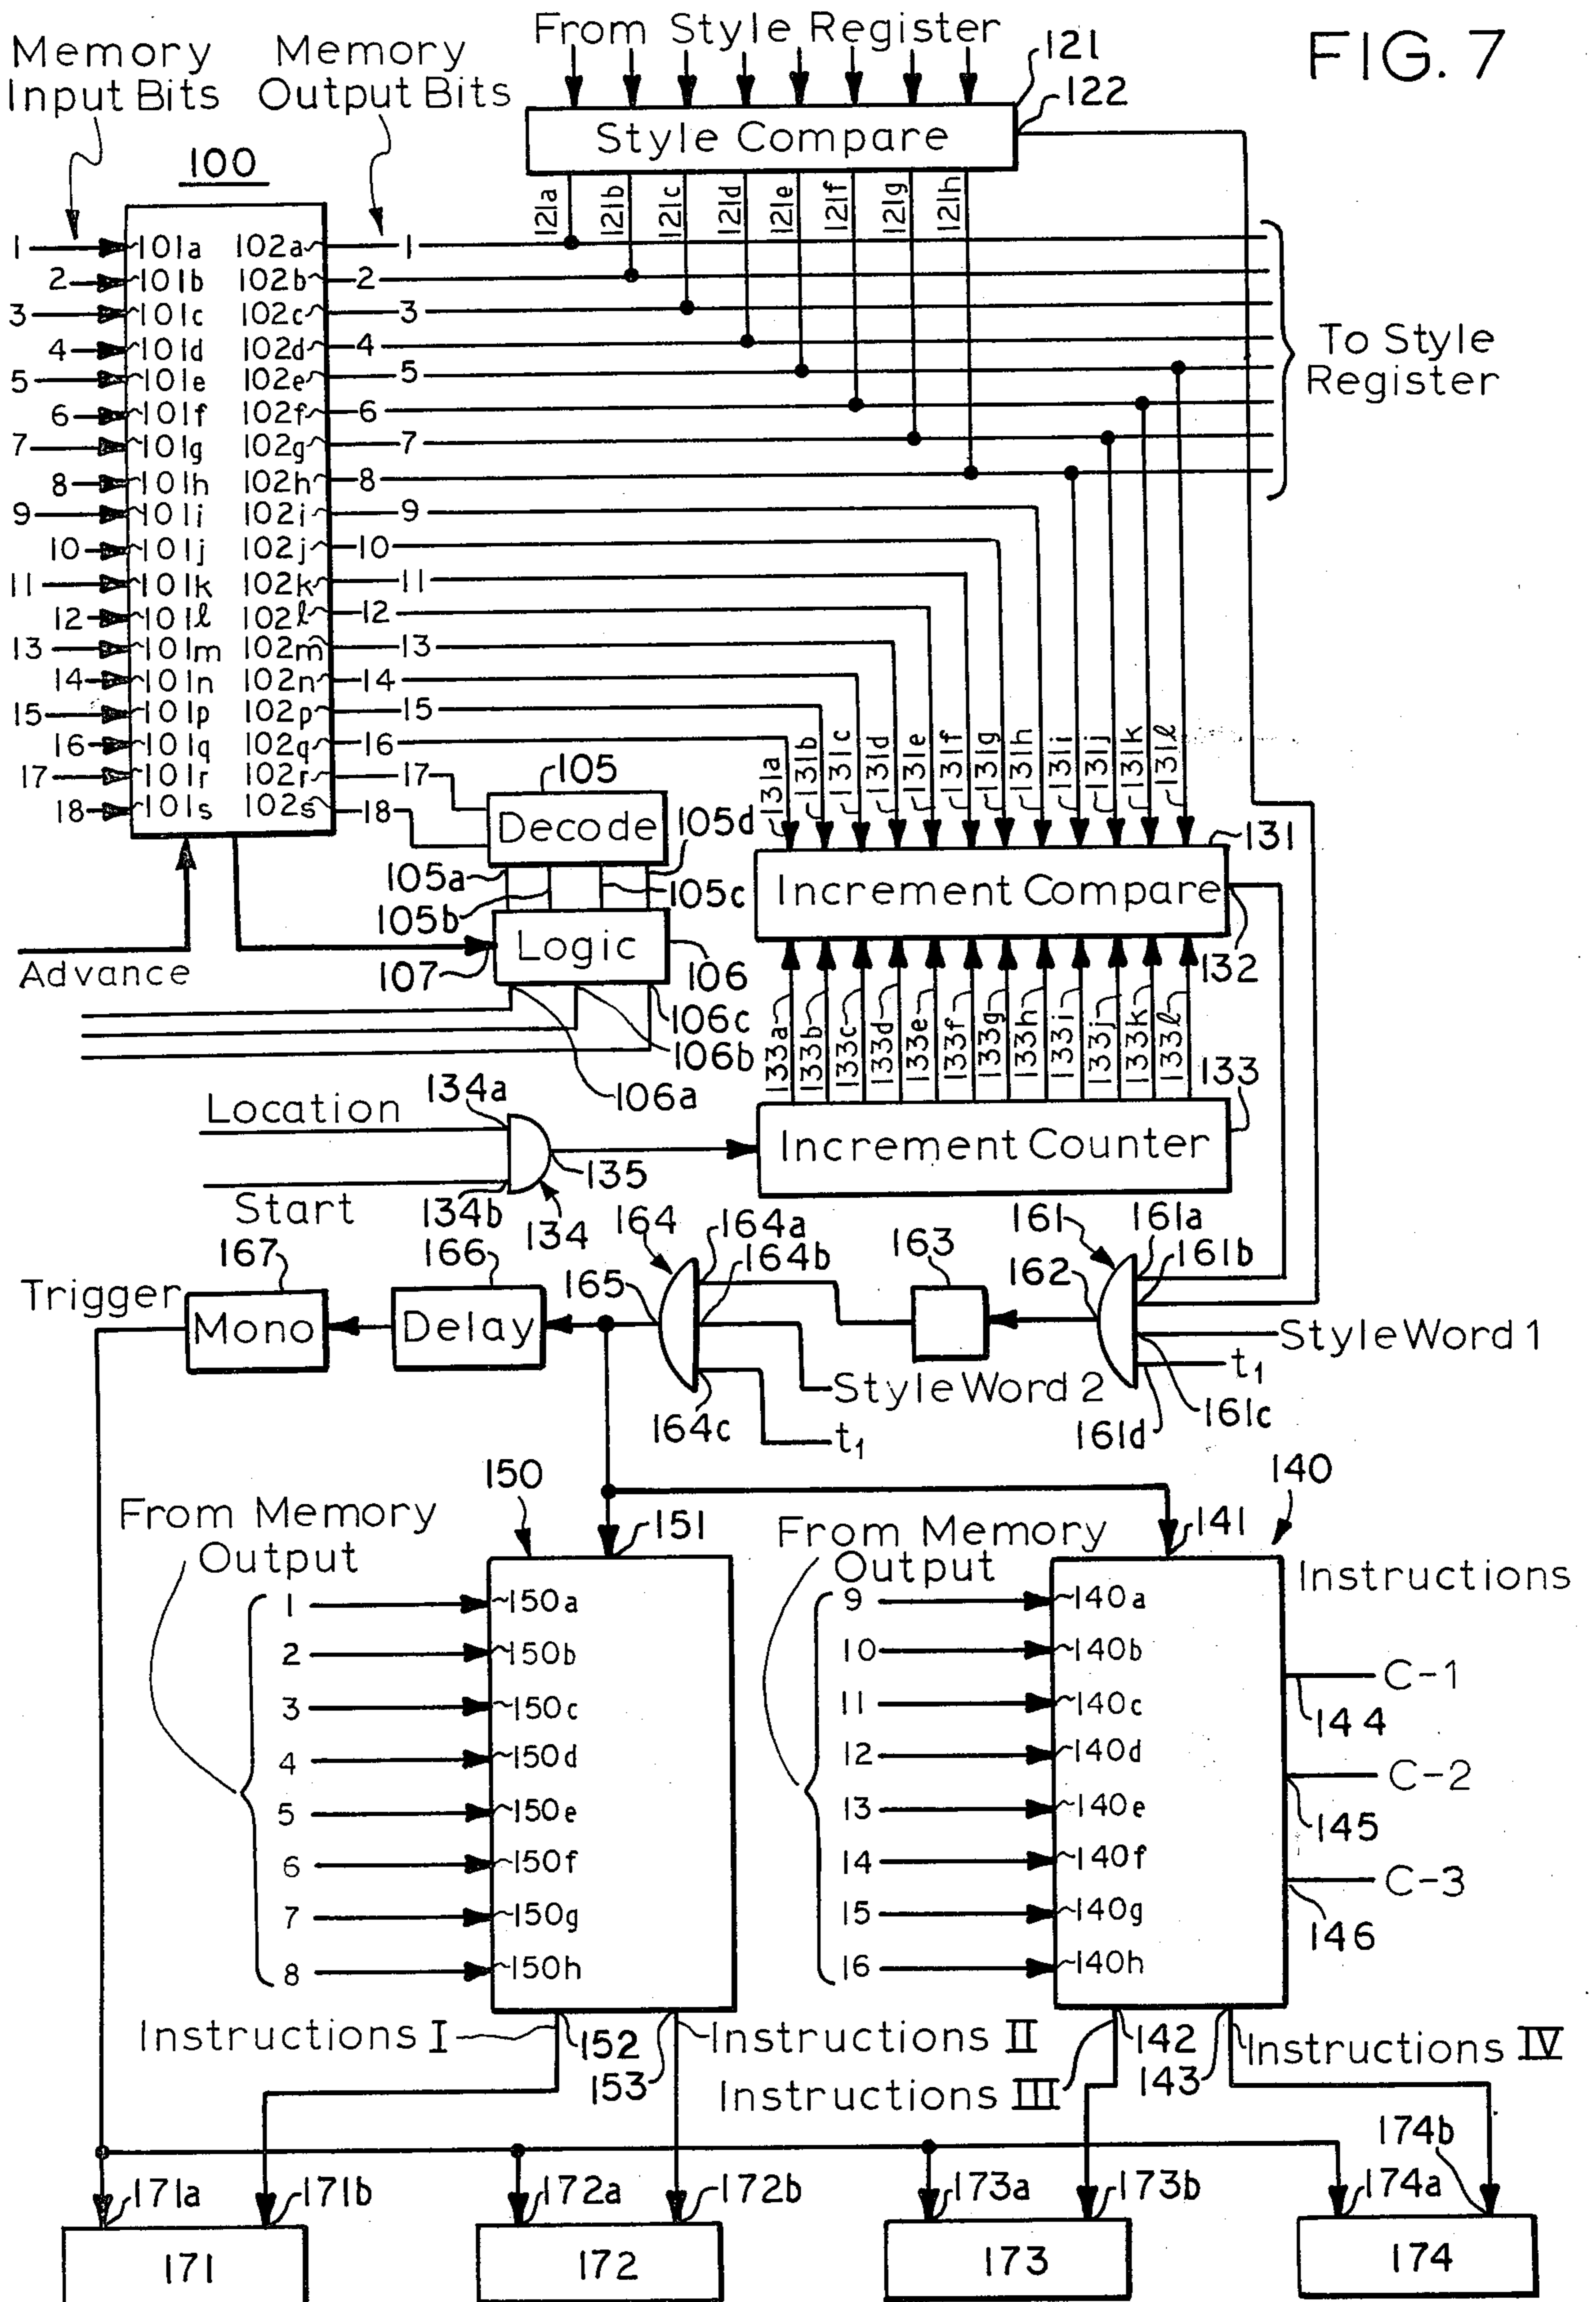 FIG. 7
From Style Register
Memory
Input Bits
Memory
Output Bits
121
122
Style Compare
100
121a
121b
121c
121d
121e
121f
121g
121h
1 101a 102a 1
2 101b 102b 2
3 101c 102c 3
4 101d 102d 4
5 101e 102e 5
6 101f 102f 6
7 101g 102g 7
8 101h 102h 8
9 101i 102i 9
10 101j 102j 10
11 101k 102k 11
12 101l 102l 12
13 101m 102m 13
14 101n 102n 14
15 101p 102p 15
16 101q 102q 16
17 101r 102r 17
18 101s 102s 18
To Style
Register
131a
131b
131c
131d
131e
131f
131g
131h
131i
131j
131k
131l
105
Decode
105d
105a
105c
105b
131
Increment Compare
132
Logic
107
106
106c
106b
106a
Advance
133a
133b
133c
133d
133e
133f
133g
133h
133i
133j
133k
133l
133
Location
134a
135
Increment Counter
Start
134b
134
164
164a
164b
163
161
161a
161b
162
167
166
165
Trigger
Mono
Delay
Style Word 1
t1
Style Word 2
164c
t1
161c
161d
150
151
140
141
From Memory
Output
From Memory
Output
Instructions
1 150a
2 150b
3 150c
4 150d
5 150e
6 150f
7 150g
8 150h
9 140a
10 140b
11 140c
12 140d
13 140e
14 140f
15 140g
16 140h
C-1
144
C-2
145
C-3
146
Instructions I
152
153
Instructions II
142
Instructions III
143
Instructions IV
171a
171b
172a
172b
173a
173b
174a
174b
171
172
173
174